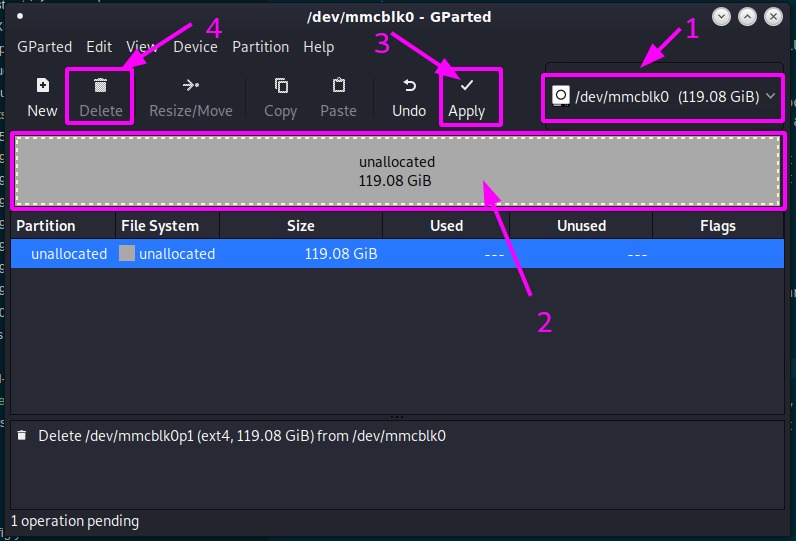 /dev/mmcblk0 - GParted
4
1
GParted Edit View Device Partition Help
3
/dev/mmcblk0 (119.08 GiB)
New Delete Resize/Move Copy Paste Undo Apply
unallocated
119.08 GiB
Partition File System Size Used Unused Flags
unallocated unallocated 119.08 GiB --- ---
2
Delete /dev/mmcblk0p1 (ext4, 119.08 GiB) from /dev/mmcblk0
1 operation pending